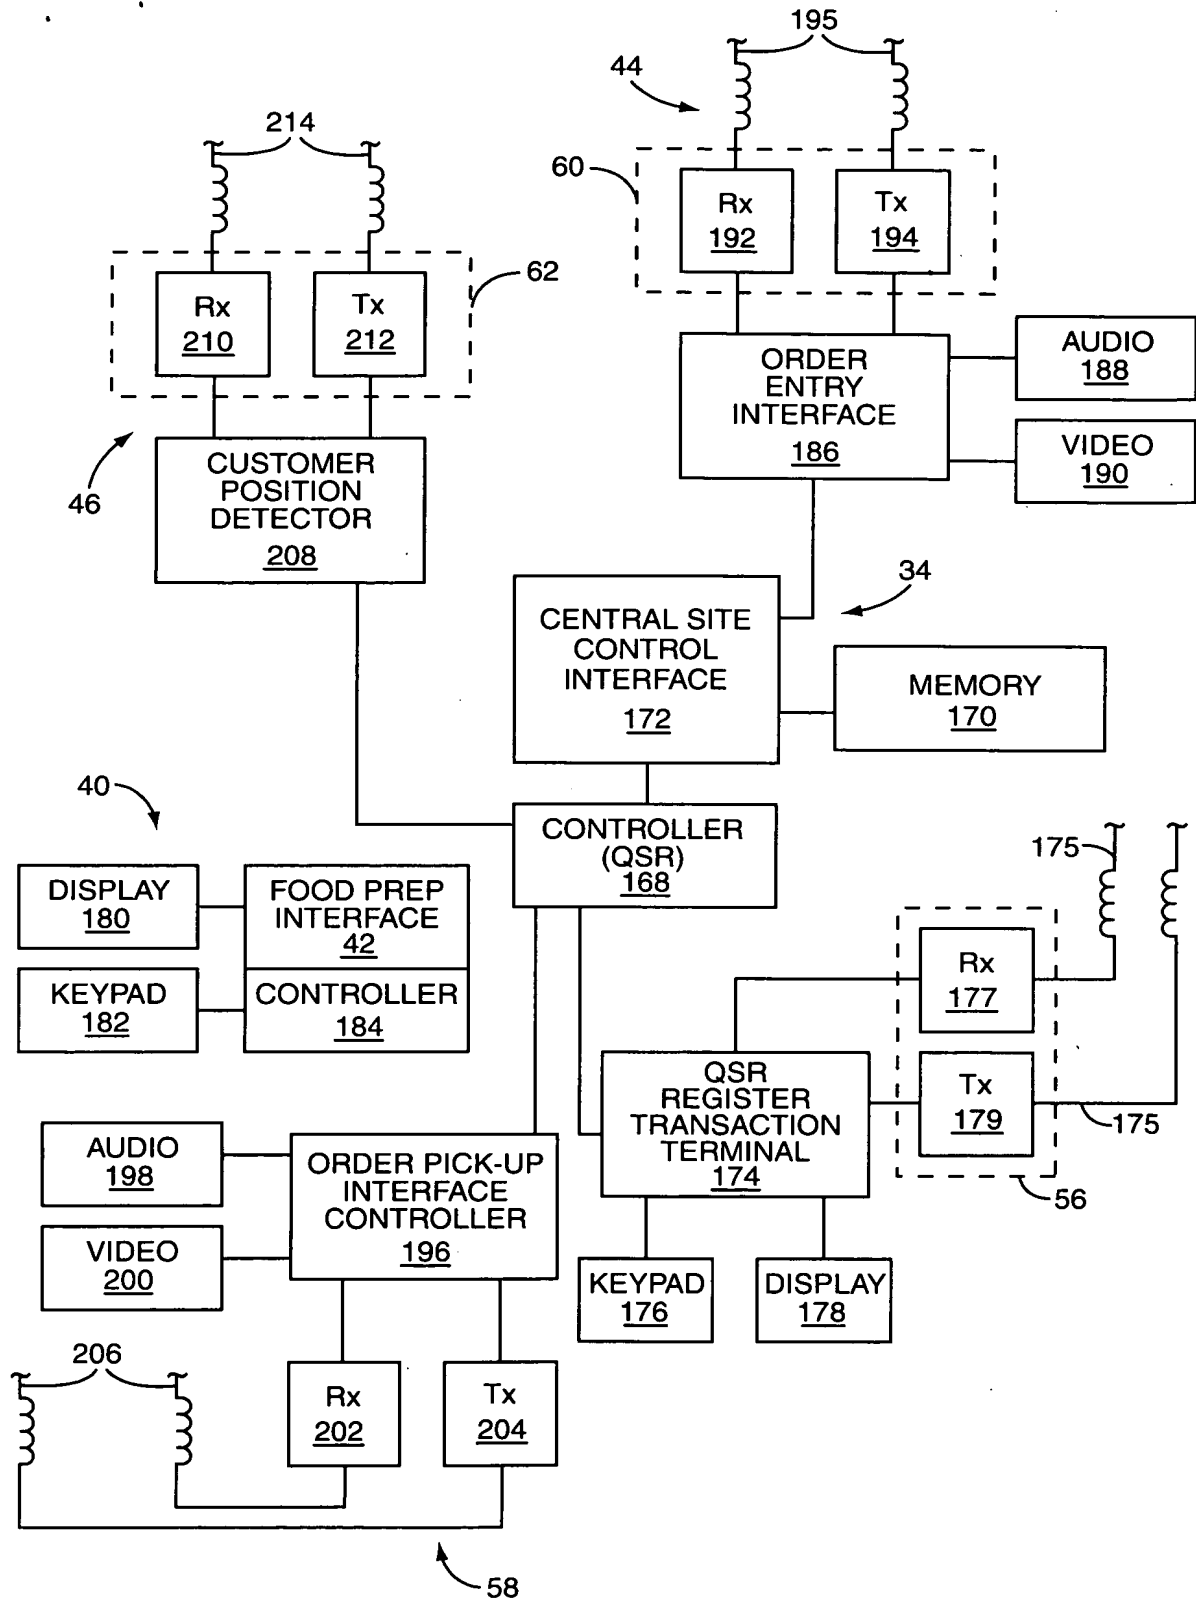 195
44
214
60
Rx
192
Tx
194
62
Rx
210
Tx
212
ORDER
ENTRY
INTERFACE
186
AUDIO
188
VIDEO
190
46
CUSTOMER
POSITION
DETECTOR
208
34
CENTRAL SITE
CONTROL
INTERFACE
172
MEMORY
170
40
CONTROLLER
(QSR)
168
175
DISPLAY
180
FOOD PREP
INTERFACE
42
KEYPAD
182
CONTROLLER
184
Rx
177
Tx
179
175
56
QSR
REGISTER
TRANSACTION
TERMINAL
174
AUDIO
198
VIDEO
200
ORDER PICK-UP
INTERFACE
CONTROLLER
196
KEYPAD
176
DISPLAY
178
206
Rx
202
Tx
204
58